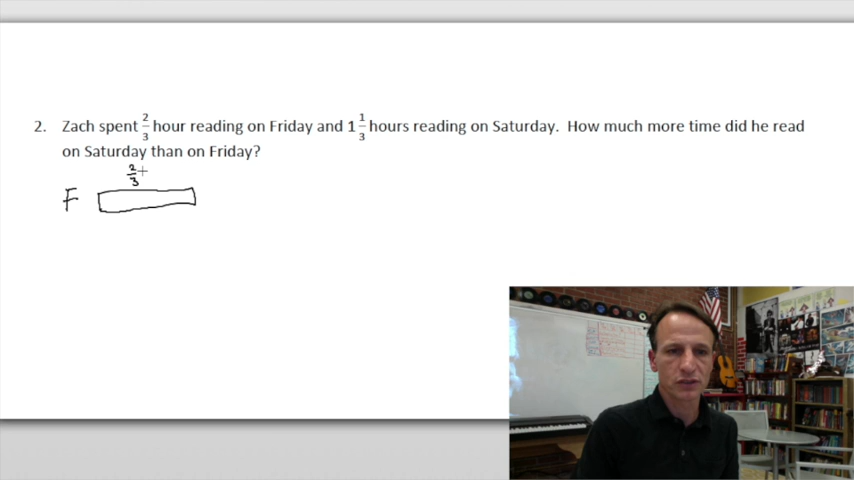 2. Zach spent 2/3 hour reading on Friday and 1 1/3 hours reading on Saturday. How much more time did he read
on Saturday than on Friday?
2/3
F